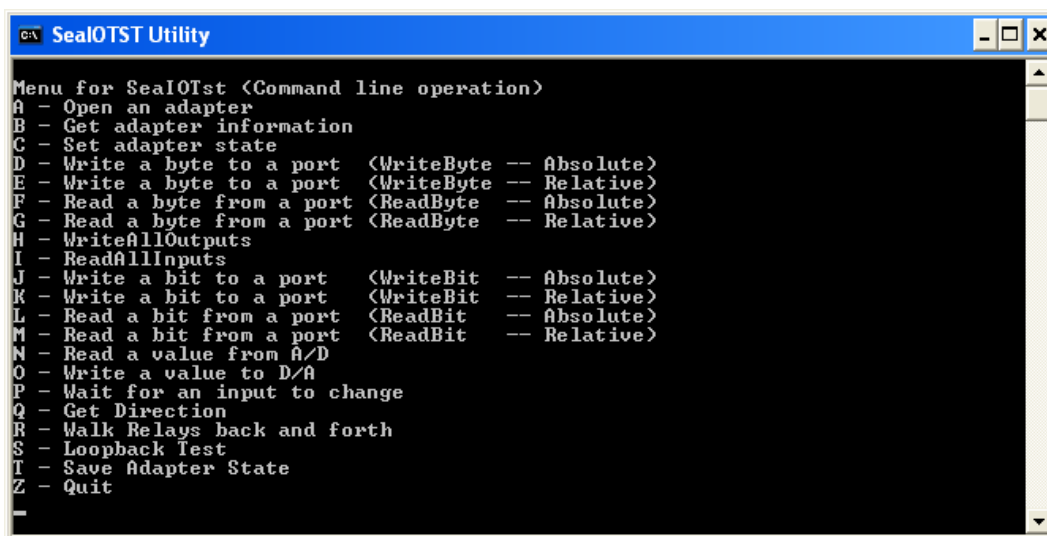 SeaIOTST Utility
Menu for SeaIOTst (Command line operation)
A - Open an adapter
B - Get adapter information
C - Set adapter state
D - Write a byte to a port (WriteByte -- Absolute)
E - Write a byte to a port (WriteByte -- Relative)
F - Read a byte from a port (ReadByte -- Absolute)
G - Read a byte from a port (ReadByte -- Relative)
H - WriteAllOutputs
I - ReadAllInputs
J - Write a bit to a port (WriteBit -- Absolute)
K - Write a bit to a port (WriteBit -- Relative)
L - Read a bit from a port (ReadBit -- Absolute)
M - Read a bit from a port (ReadBit -- Relative)
N - Read a value from A/D
O - Write a value to D/A
P - Wait for an input to change
Q - Get Direction
R - Walk Relays back and forth
S - Loopback Test
T - Save Adapter State
Z - Quit